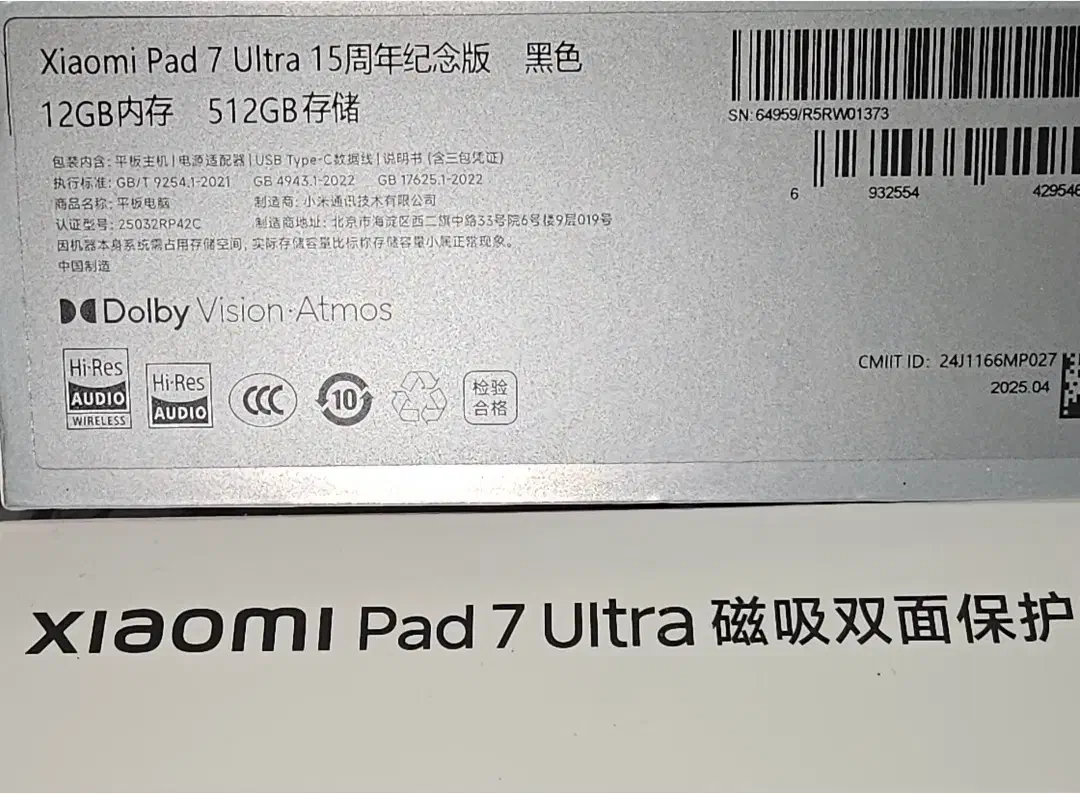 Xiaomi Pad 7 Ultra 15周年纪念版 黑色
12GB内存 512GB存储
SN: 64959/R5RW01373
包装内含: 平板主机 | 电源适配器 | USB Type-C数据线 | 说明书 (含三包凭证)
执行标准: GB/T 9254.1-2021 GB 4943.1-2022 GB 17625.1-2022
商品名称: 平板电脑 制造商: 小米通讯技术有限公司
认证型号: 25032RP42C 制造商地址: 北京市海淀区西二旗中路33号院6号楼9层019号
因机器本身系统需占用存储空间, 实际存储容量比标称存储容量小属正常现象。
中国制造
6 932554 429546
Dolby Vision·Atmos
CMIIT ID: 24J1166MP027
2025.04
Hi·Res AUDIO WIRELESS
Hi·Res AUDIO
CCC
10
检验合格
xiaomi Pad 7 Ultra 磁吸双面保护